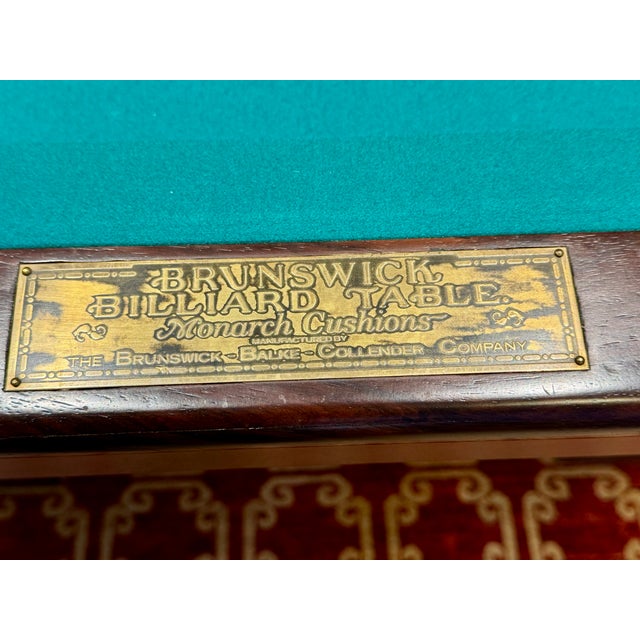 BRUNSWICK
BILLIARD TABLE.
Monarch Cushions
MANUFACTURED BY
THE BRUNSWICK-BALKE-COLLENDER COMPANY